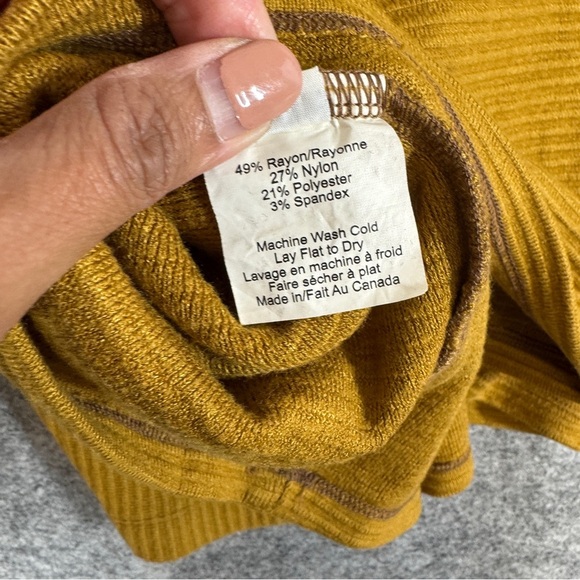 49% Rayon/Rayonne
27% Nylon
21% Polyester
3% Spandex
Machine Wash Cold
Lay Flat to Dry
Lavage en machine à froid
Faire sécher à plat
Made in/Fait Au Canada